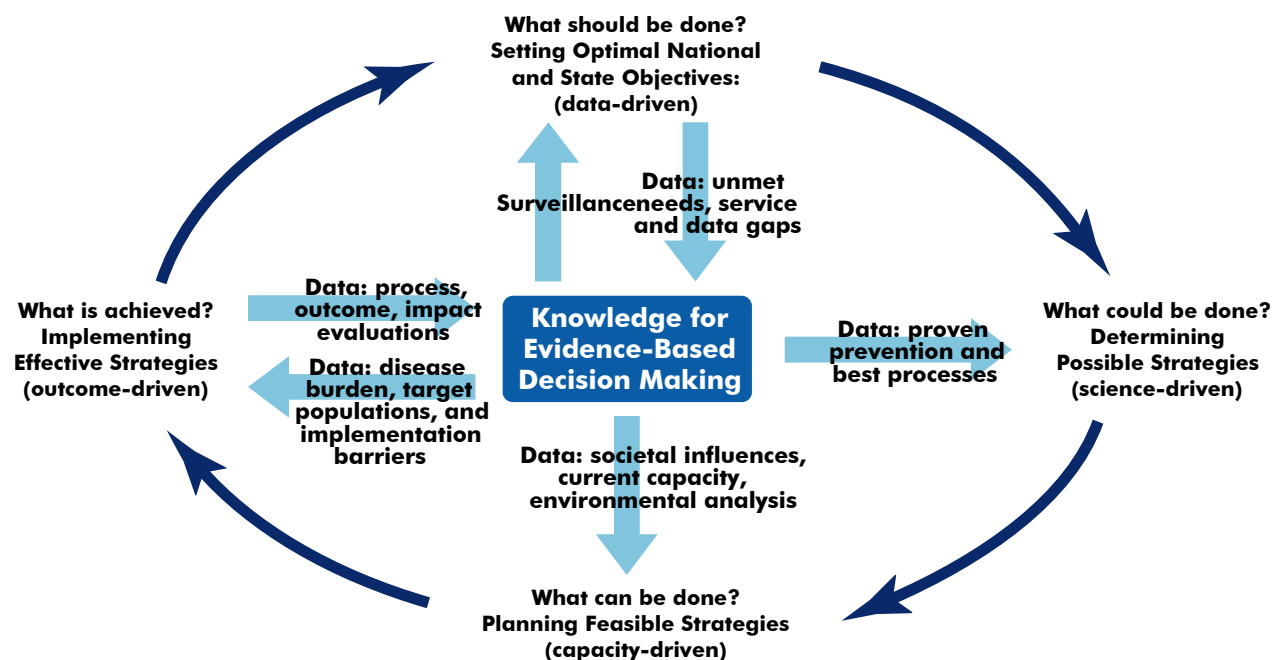 What should be done?
Setting Optimal National
and State Objectives:
(data-driven)
Surveillance
Data: unmet
needs, service
and data gaps
What is achieved?
Implementing
Effective Strategies
(outcome-driven)
Data: process,
outcome, impact
evaluations
Data: disease
burden, target
populations, and
implementation
barriers
Knowledge for
Evidence-Based
Decision Making
Data: proven
prevention and
best processes
What could be done?
Determining
Possible Strategies
(science-driven)
Data: societal influences,
current capacity,
environmental analysis
What can be done?
Planning Feasible Strategies
(capacity-driven)